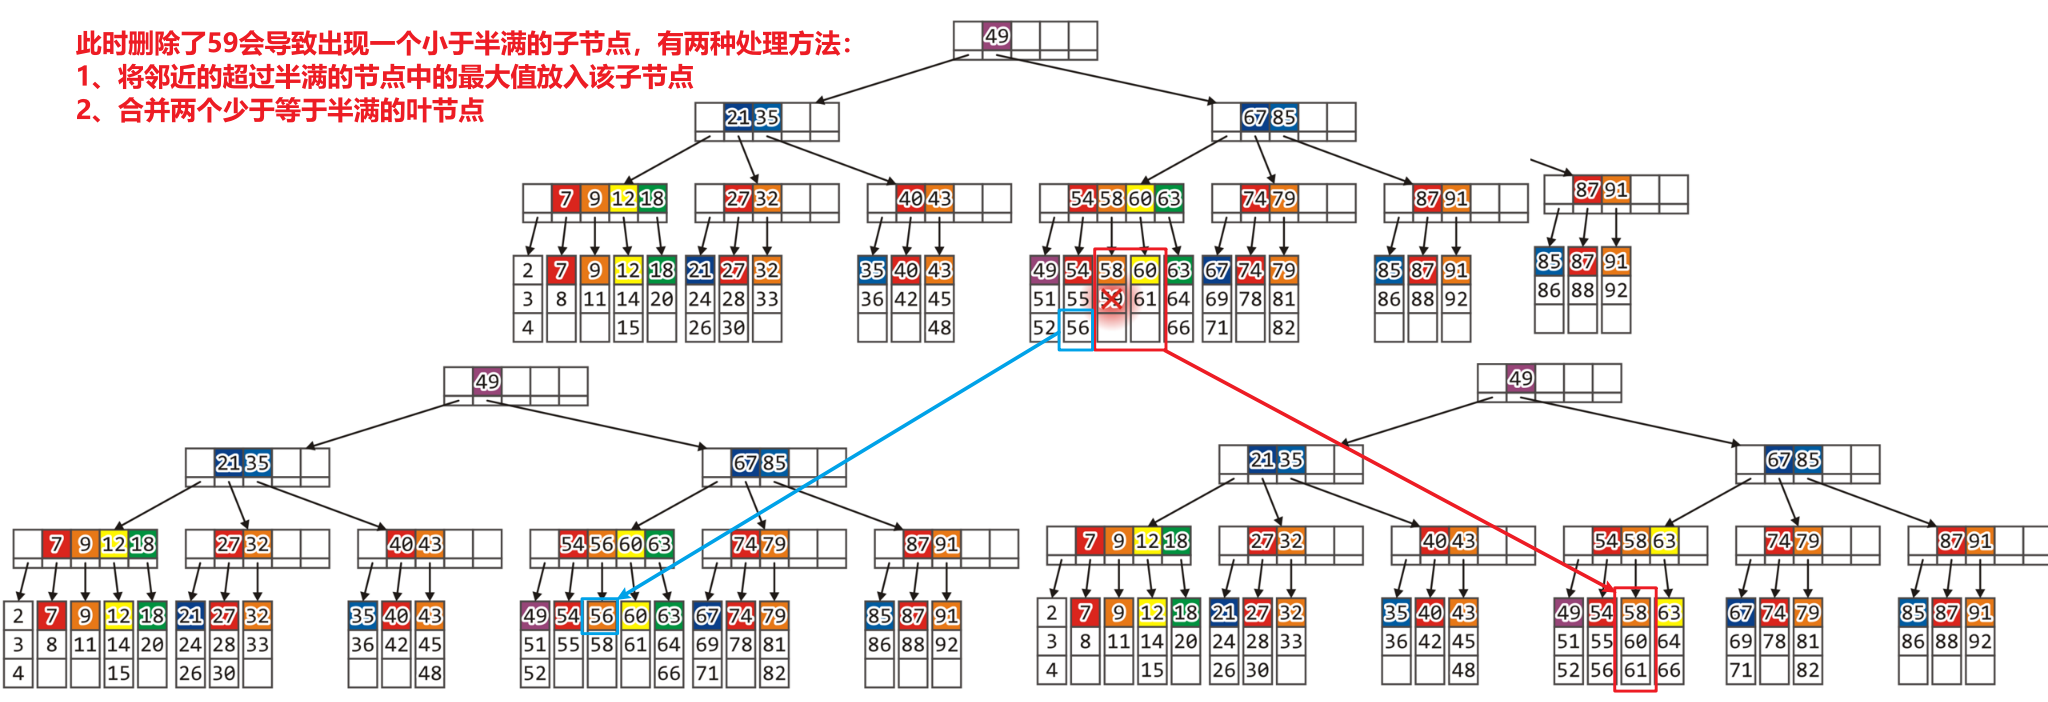 此时删除了59会导致出现一个小于半满的子节点，有两种处理方法：
1、将邻近的超过半满的节点中的最大值放入该子节点
2、合并两个少于等于半满的叶节点
49
21 35 67 85
7 9 12 18 27 32 40 43 54 58 60 63 74 79 87 91 87 91
2 7 9 12 18 21 27 32 35 40 43 49 54 58 60 63 67 74 79 85 87 91 85 87 91
3 8 11 14 20 24 28 33 36 42 45 51 55 59 61 64 69 78 81 86 88 92 86 88 92
4 15 26 30 48 52 56 66 71 82
49
21 35 67 85
7 9 12 18 27 32 40 43 54 56 60 63 74 79 87 91
2 7 9 12 18 21 27 32 35 40 43 49 54 56 60 63 67 74 79 85 87 91
3 8 11 14 20 24 28 33 36 42 45 51 55 58 61 64 69 78 81 86 88 92
4 15 26 30 48 52 66 71 82
49
21 35 67 85
7 9 12 18 27 32 40 43 54 58 63 74 79 87 91
2 7 9 12 18 21 27 32 35 40 43 49 54 58 63 67 74 79 85 87 91
3 8 11 14 20 24 28 33 36 42 45 51 55 60 64 69 78 81 86 88 92
4 15 26 30 48 52 56 61 66 71 82